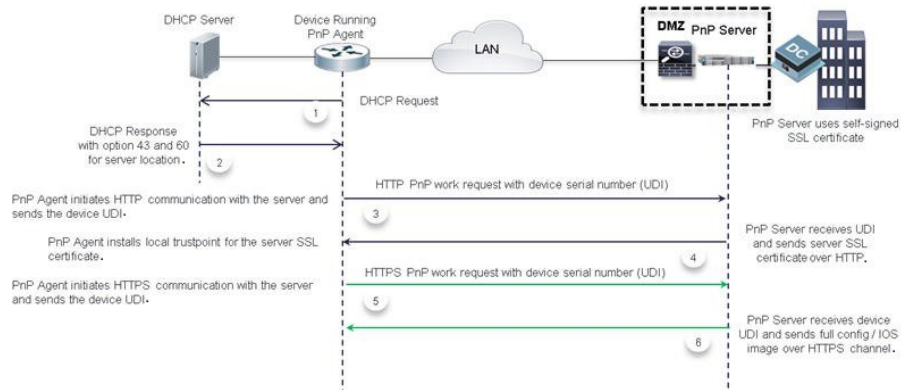 DHCP Server
Device Running
PnP Agent
LAN
DMZ
PnP Server
DC
PnP Server uses self-signed
SSL certificate
1
DHCP Request
DHCP Response
with option 43 and 60
for server location.
2
HTTP PnP work request with device serial number (UDI)
PnP Agent initiates HTTP communication with the server and
sends the device UDI.
3
PnP Agent installs local trustpoint for the server SSL
certificate.
4
PnP Server receives UDI
and sends server SSL
certificate over HTTP.
HTTPS PnP work request with device serial number (UDI)
PnP Agent initiates HTTPS communication with the server
and sends the device UDI.
5
6
PnP Server receives device
UDI and sends full config / IOS
image over HTTPS channel.